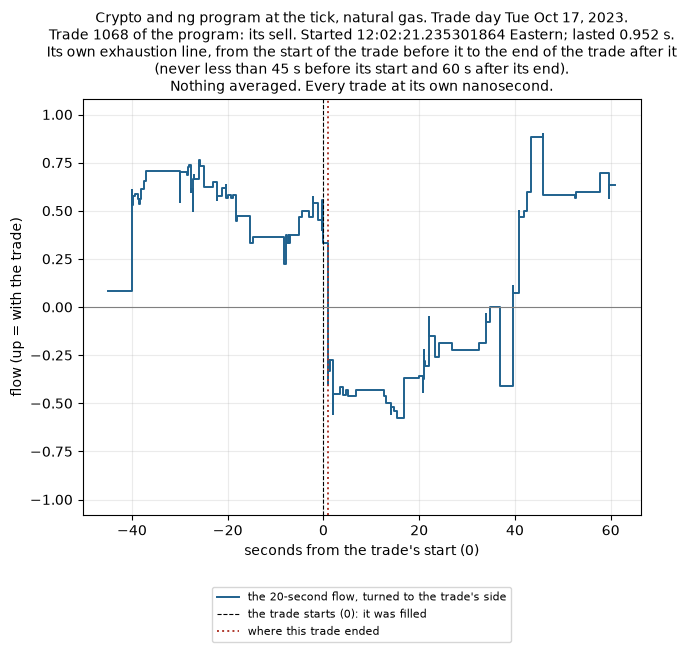 Crypto and ng program at the tick, natural gas. Trade day Tue Oct 17, 2023.
Trade 1068 of the program: its sell. Started 12:02:21.235301864 Eastern; lasted 0.952 s.
Its own exhaustion line, from the start of the trade before it to the end of the trade after it
(never less than 45 s before its start and 60 s after its end).
Nothing averaged. Every trade at its own nanosecond.
1.00
0.75
0.50
0.25
0.00
−0.25
−0.50
−0.75
−1.00
flow (up = with the trade)
−40
−20
0
20
40
60
seconds from the trade's start (0)
the 20-second flow, turned to the trade's side
the trade starts (0): it was filled
where this trade ended